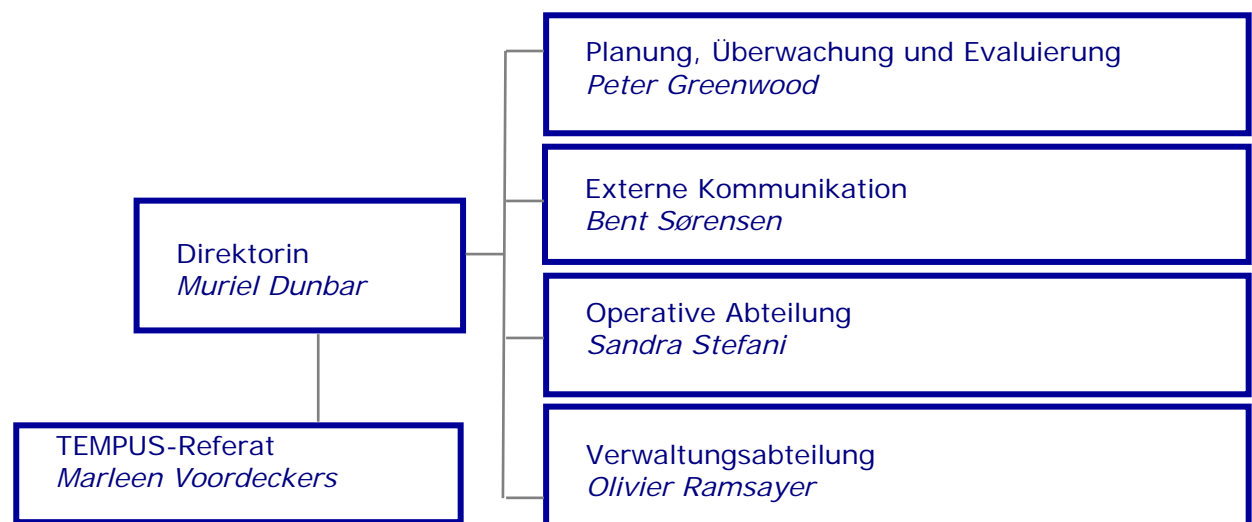 Planung, Überwachung und Evaluierung
Peter Greenwood
Externe Kommunikation
Bent Sørensen
Direktorin
Muriel Dunbar
Operative Abteilung
Sandra Stefani
TEMPUS-Referat
Marleen Voordeckers
Verwaltungsabteilung
Olivier Ramsayer